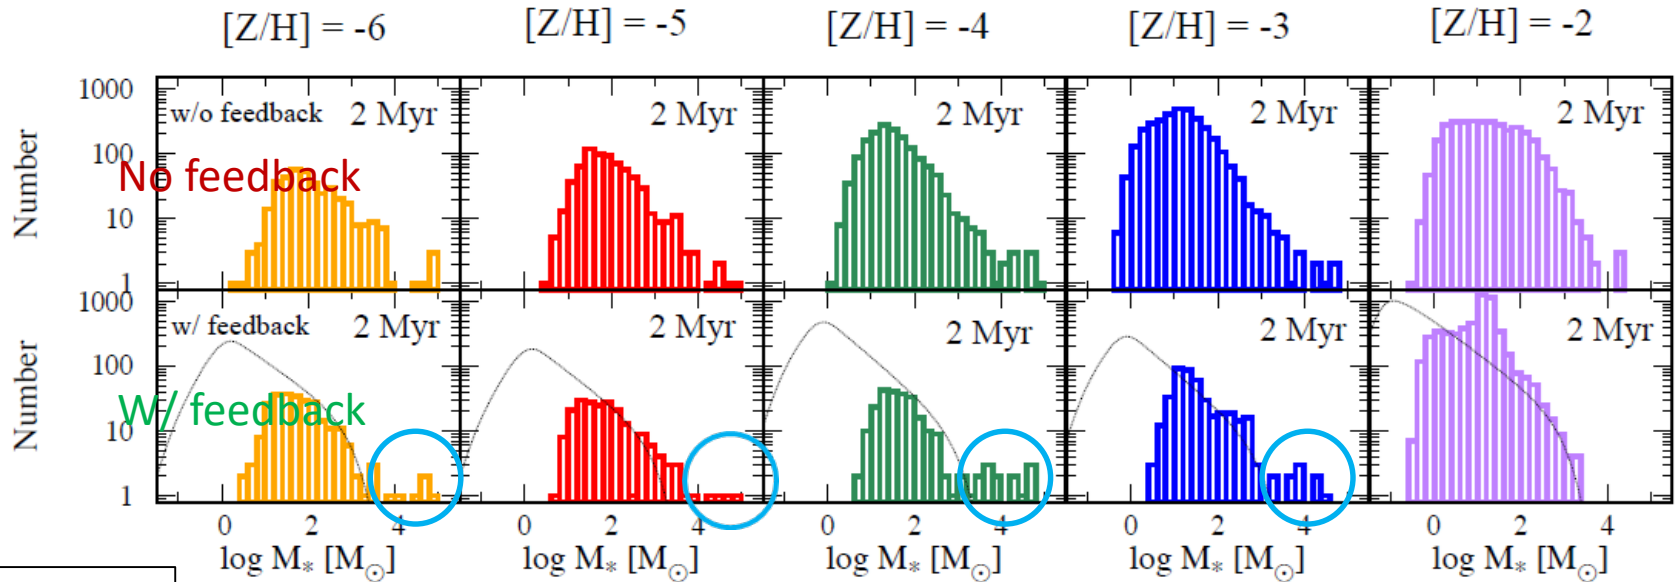 [Z/H] = -6 [Z/H] = -5 [Z/H] = -4 [Z/H] = -3 [Z/H] = -2
1000
w/o feedback 2 Myr 2 Myr 2 Myr 2 Myr 2 Myr
100
No feedback
10
1
Number
1000
w/ feedback 2 Myr 2 Myr 2 Myr 2 Myr 2 Myr
100
W/ feedback
10
1
Number
0 2 4 0 2 4 0 2 4 0 2 4 0 2 4
log M* [M☉] log M* [M☉] log M* [M☉] log M* [M☉] log M* [M☉]